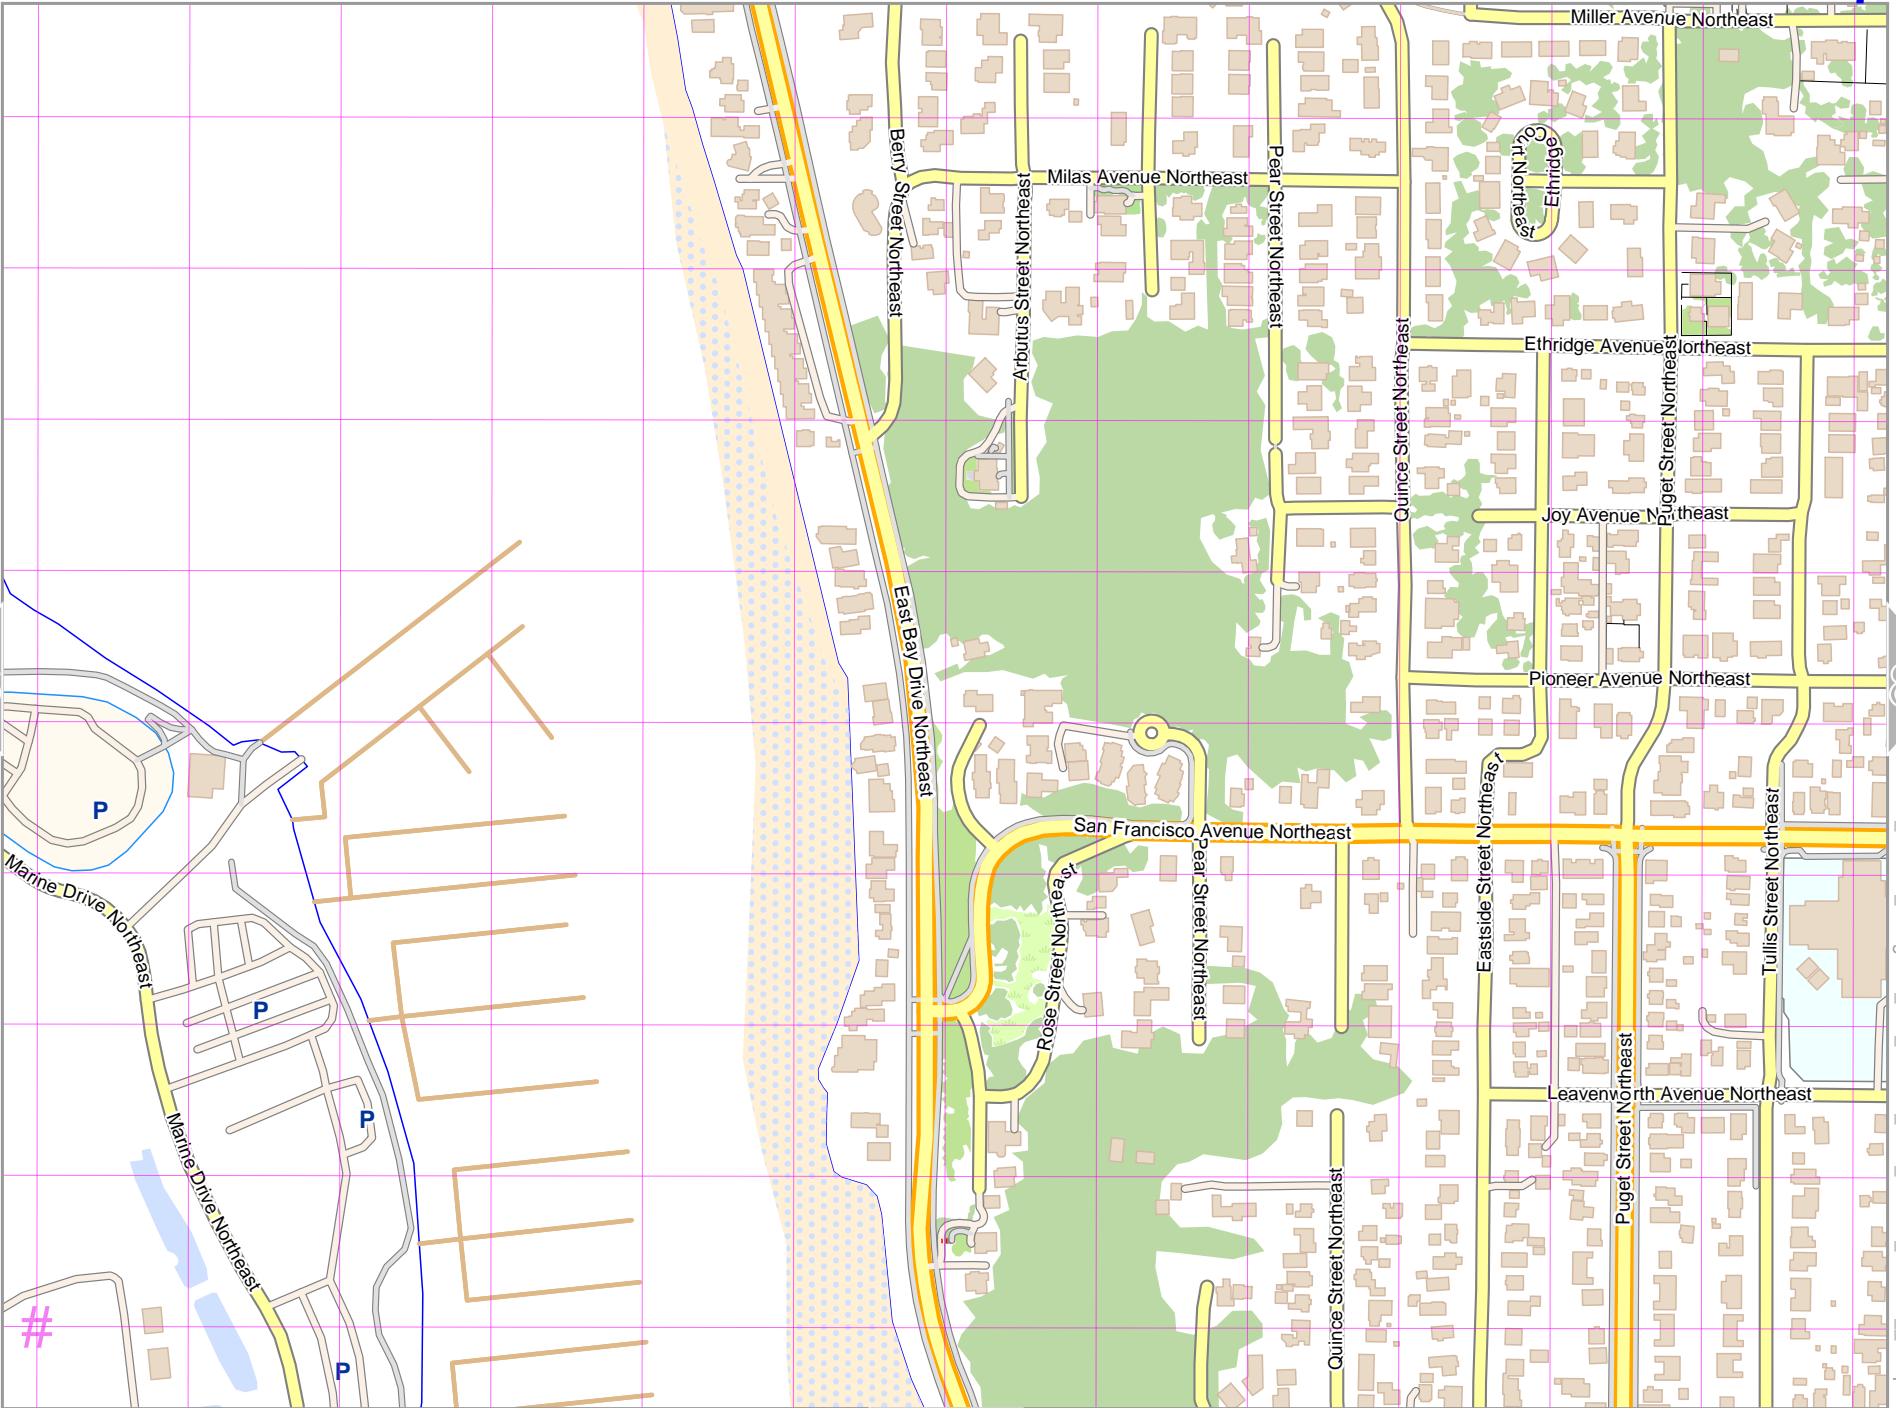 Miller Avenue Northeast
Ethridge Court Northeast
Berry Street Northeast
Milas Avenue Northeast
Pear Street Northeast
Arbutus Street Northeast
Quince Street Northeast
Ethridge Avenue Northeast
Puget Street Northeast
Joy Avenue Northeast
East Bay Drive Northeast
Pioneer Avenue Northeast
P
San Francisco Avenue Northeast
Eastside Street Northeast
Tullis Street Northeast
Marine Drive Northeast
Rose Street Northeast
Pear Street Northeast
P
Leavenworth Avenue Northeast
P
Marine Drive Northeast
Puget Street Northeast
Quince Street Northeast
#
P